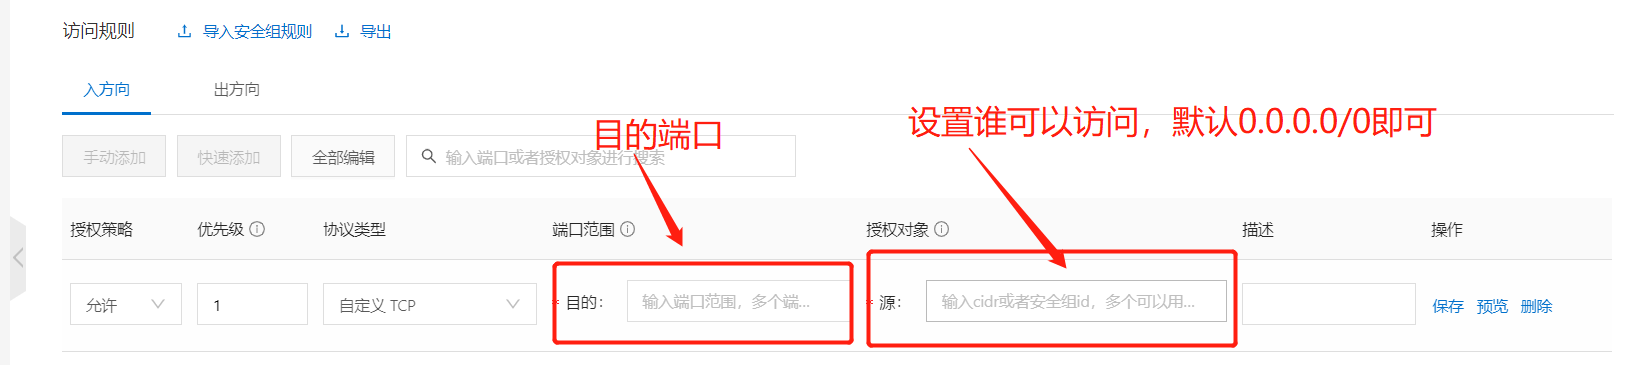 访问规则 导入安全组规则 导出
入方向 出方向
目的端口 设置谁可以访问，默认0.0.0.0/0即可
手动添加 快速添加 全部编辑 输入端口或者授权对象进行搜索
授权策略 优先级 协议类型 端口范围 授权对象 描述 操作
允许 1 自定义 TCP * 目的： 输入端口范围，多个端... * 源： 输入cidr或者安全组id，多个可以用... 保存 预览 删除